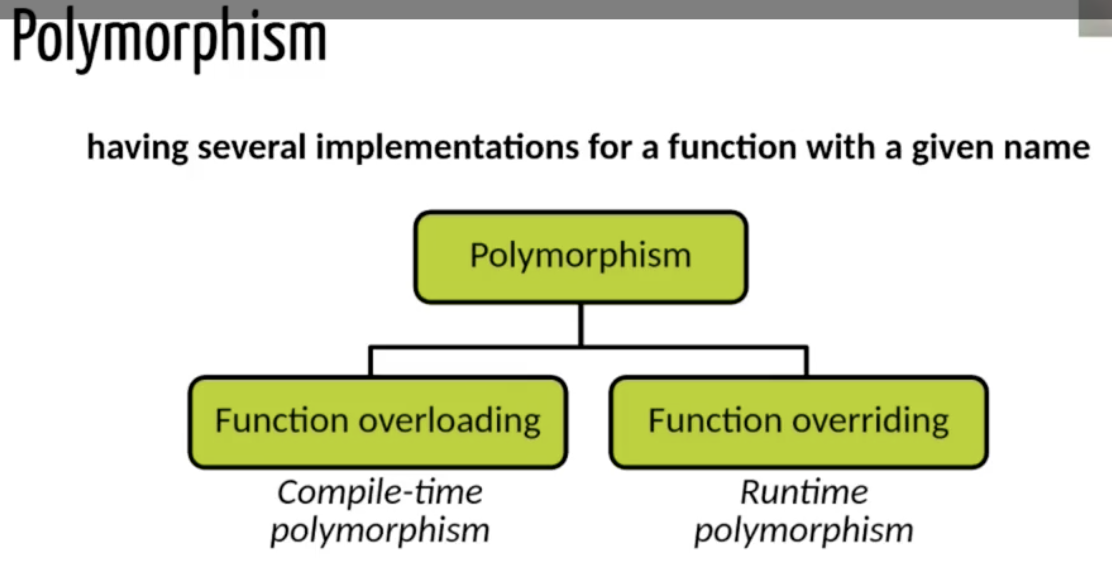 Polymorphism
having several implementations for a function with a given name
Polymorphism
Function overloading
Function overriding
Compile-time
polymorphism
Runtime
polymorphism